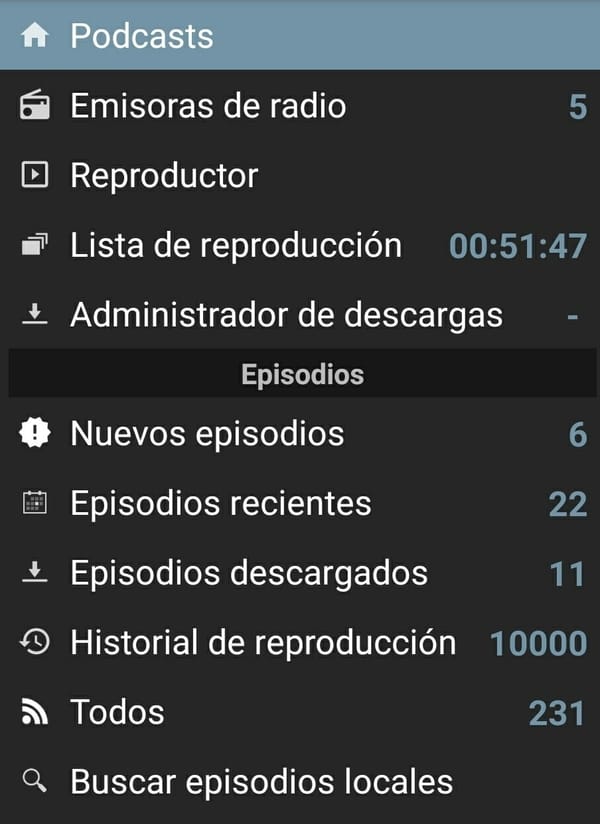 Podcasts
Emisoras de radio 5
Reproductor
Lista de reproducción 00:51:47
Administrador de descargas -
Episodios
Nuevos episodios 6
Episodios recientes 22
Episodios descargados 11
Historial de reproducción 10000
Todos 231
Buscar episodios locales